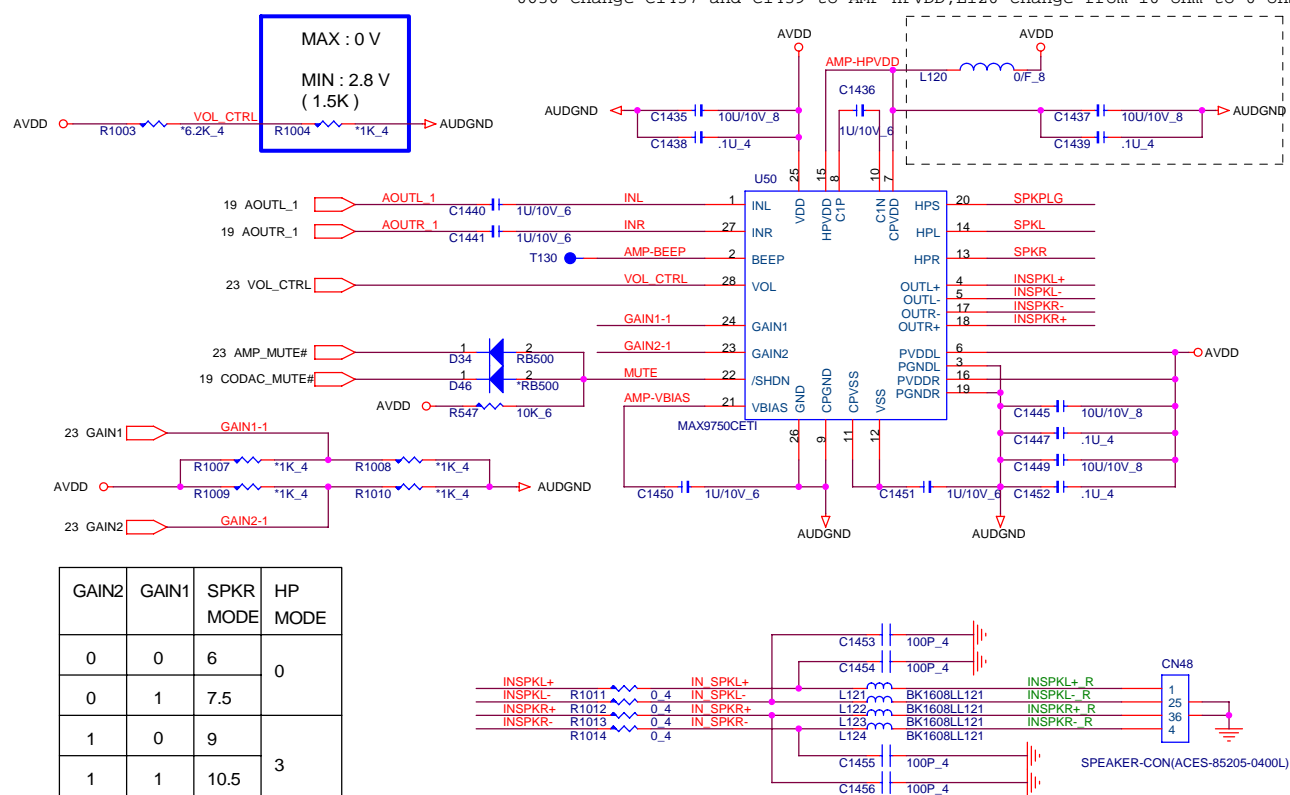 0030 Change C1437 and C1439 to AMP-HPVDD,L120 Change from 10 ohm to 0 ohm
MAX : 0 V
MIN : 2.8 V
( 1.5K )
AVDD
R1003
*6.2K_4
VOL_CTRL
R1004
*1K_4
AUDGND
AVDD
AUDGND
C1435
10U/10V_8
C1438
.1U_4
AMP-HPVDD
C1436
1U/10V_6
L120
0/F_8
AVDD
C1437
10U/10V_8
C1439
.1U_4
AUDGND
U50
25
15
8
10
7
VDD
HPVDD
C1P
C1N
CPVDD
19 AOUTL_1
AOUTL_1
C1440
1U/10V_6
INL
1
INL
19 AOUTR_1
AOUTR_1
C1441
1U/10V_6
INR
27
INR
T130
AMP-BEEP
2
BEEP
23 VOL_CTRL
VOL_CTRL
28
VOL
GAIN1-1
24
GAIN1
GAIN2-1
23
GAIN2
23 AMP_MUTE#
1
D34
2
RB500
19 CODAC_MUTE#
1
D46
2
*RB500
MUTE
22
/SHDN
AVDD
R547
10K_6
AMP-VBIAS
21
VBIAS
HPS
20
SPKPLG
HPL
14
SPKL
HPR
13
SPKR
OUTL+
4
INSPKL+
OUTL-
5
INSPKL-
OUTR-
17
INSPKR-
OUTR+
18
INSPKR+
PVDDL
6
AVDD
PGNDL
3
PVDDR
16
PGNDR
19
GND
CPGND
CPVSS
VSS
MAX9750CETI
26
9
11
12
C1445
10U/10V_8
C1447
.1U_4
C1449
10U/10V_8
C1452
.1U_4
C1450
1U/10V_6
C1451
1U/10V_6
AUDGND
AUDGND
23 GAIN1
GAIN1-1
R1007
*1K_4
R1008
*1K_4
AVDD
R1009
*1K_4
R1010
*1K_4
AUDGND
23 GAIN2
GAIN2-1
GAIN2 GAIN1 SPKR MODE HP MODE
0 0 6 0
0 1 7.5
1 0 9 3
1 1 10.5
C1453
100P_4
C1454
100P_4
INSPKL+
IN_SPKL+
INSPKL+_R
INSPKL-
R1011
0_4
IN_SPKL-
L121
BK1608LL121
INSPKL-_R
INSPKR+
R1012
0_4
IN_SPKR+
L122
BK1608LL121
INSPKR+_R
INSPKR-
R1013
0_4
IN_SPKR-
L123
BK1608LL121
INSPKR-_R
R1014
0_4
L124
BK1608LL121
C1455
100P_4
C1456
100P_4
CN48
1
25
36
4
SPEAKER-CON(ACES-85205-0400L)